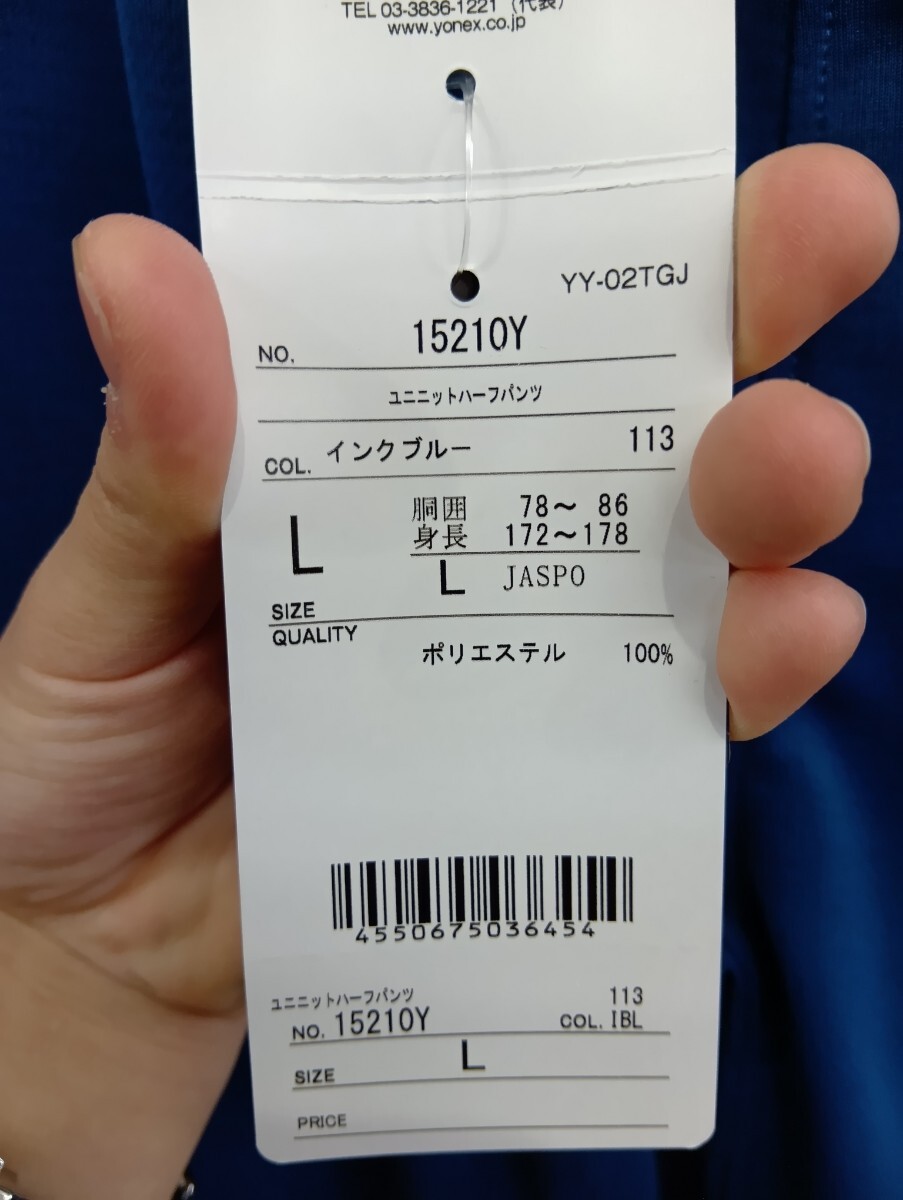 TEL 03-3836-1221（代表）
www.yonex.co.jp
YY-02TGJ
NO. 15210Y
ユニニットハーフパンツ
COL. インクブルー 113
胴囲 78～ 86
L 身長 172～178
L JASPO
SIZE
QUALITY
ポリエステル 100%
4550675036454
ユニニットハーフパンツ 113
NO. 15210Y COL. IBL
L
SIZE
PRICE